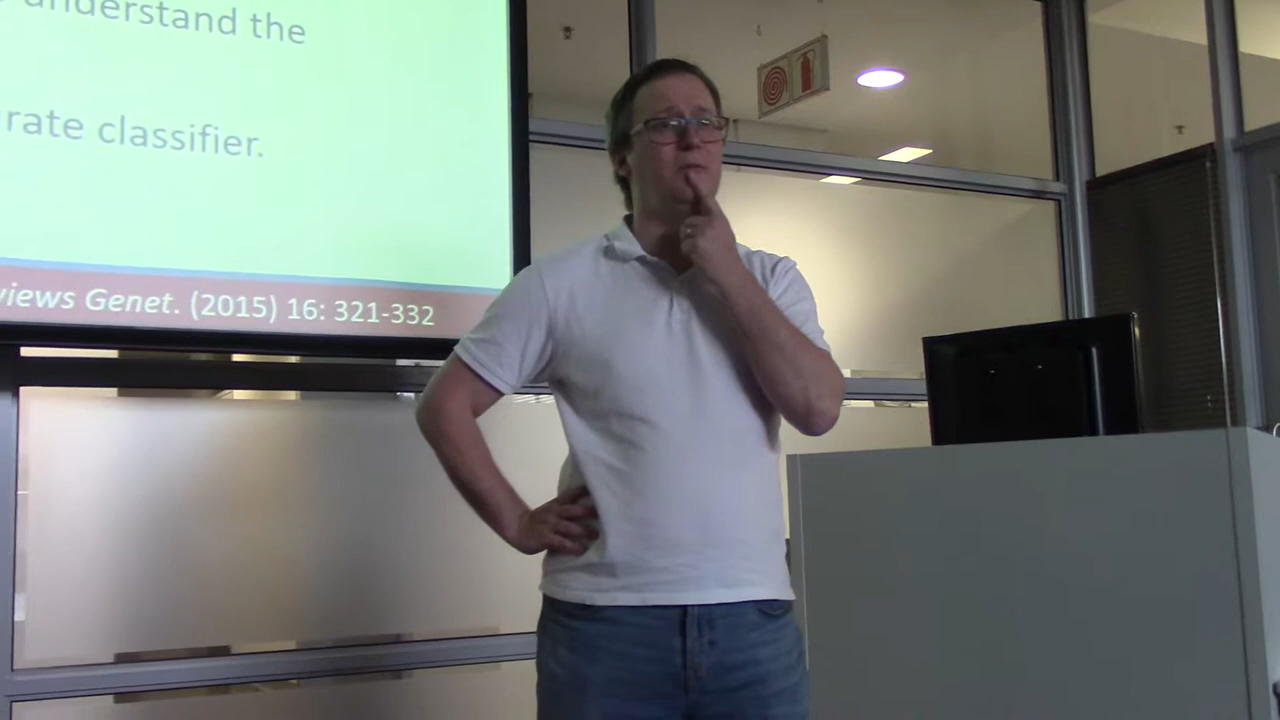 understand the
rate classifier.
views Genet. (2015) 16: 321-332